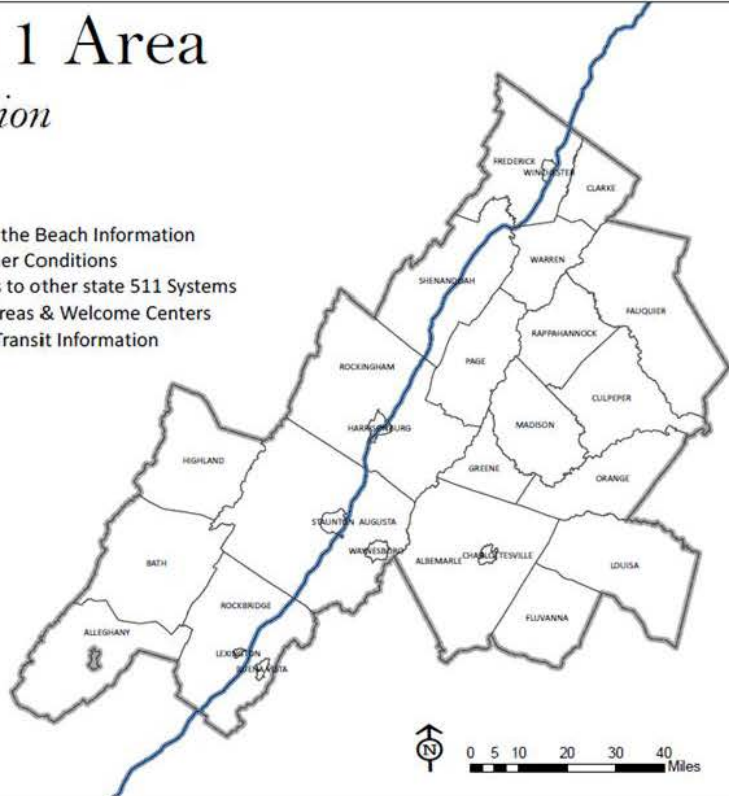 1 Area
ion
the Beach Information
er Conditions
s to other state 511 Systems
reas & Welcome Centers
Transit Information
FREDERICK
WINCHESTER
CLARKE
WARREN
SHENANDOAH
FAUQUIER
RAPPAHANNOCK
PAGE
ROCKINGHAM
CULPEPER
MADISON
HARRISONBURG
HIGHLAND
GREENE
ORANGE
STAUNTON
AUGUSTA
WAYNESBORO
ALBEMARLE
CHARLOTTESVILLE
BATH
LOUISA
ROCKBRIDGE
FLUVANNA
ALLEGHANY
LEXINGTON
BUENA VISTA
N
0 5 10 20 30 40
Miles